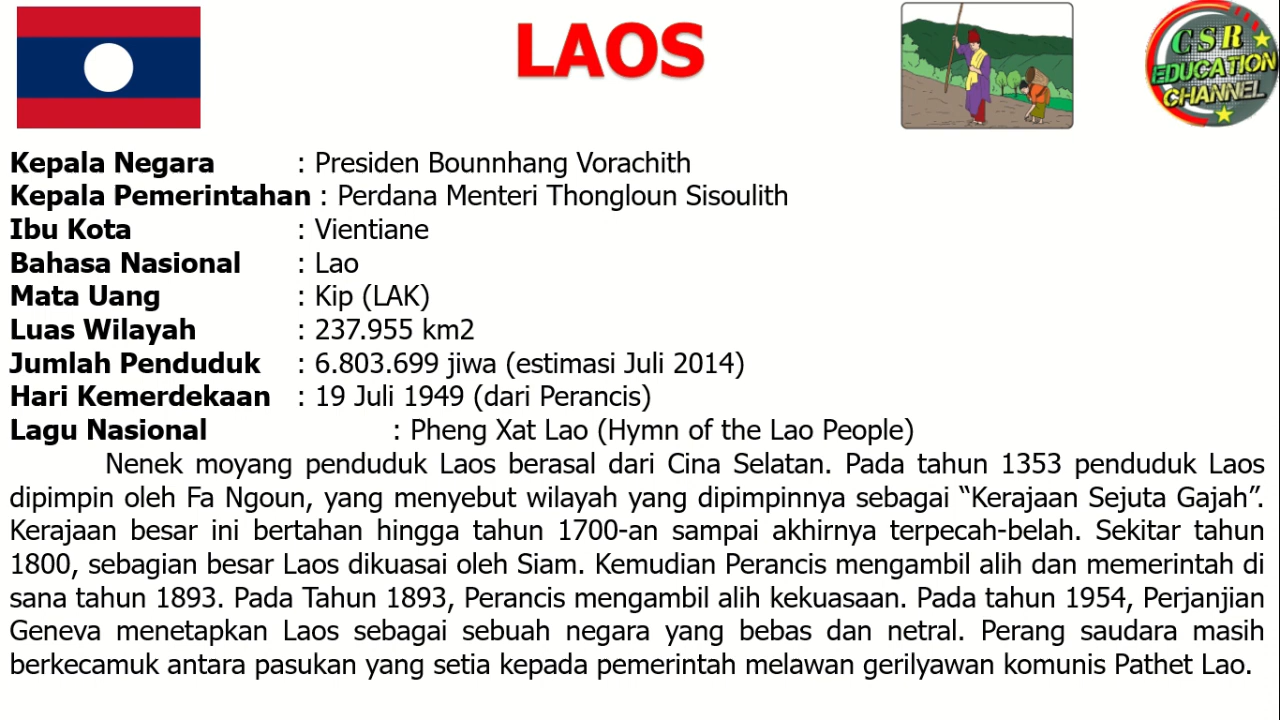 LAOS
CSR
EDUCATION
CHANNEL
Kepala Negara : Presiden Bounnhang Vorachith
Kepala Pemerintahan : Perdana Menteri Thongloun Sisoulith
Ibu Kota : Vientiane
Bahasa Nasional : Lao
Mata Uang : Kip (LAK)
Luas Wilayah : 237.955 km2
Jumlah Penduduk : 6.803.699 jiwa (estimasi Juli 2014)
Hari Kemerdekaan : 19 Juli 1949 (dari Perancis)
Lagu Nasional : Pheng Xat Lao (Hymn of the Lao People)
Nenek moyang penduduk Laos berasal dari Cina Selatan. Pada tahun 1353 penduduk Laos
dipimpin oleh Fa Ngoun, yang menyebut wilayah yang dipimpinnya sebagai “Kerajaan Sejuta Gajah”.
Kerajaan besar ini bertahan hingga tahun 1700-an sampai akhirnya terpecah-belah. Sekitar tahun
1800, sebagian besar Laos dikuasai oleh Siam. Kemudian Perancis mengambil alih dan memerintah di
sana tahun 1893. Pada Tahun 1893, Perancis mengambil alih kekuasaan. Pada tahun 1954, Perjanjian
Geneva menetapkan Laos sebagai sebuah negara yang bebas dan netral. Perang saudara masih
berkecamuk antara pasukan yang setia kepada pemerintah melawan gerilyawan komunis Pathet Lao.